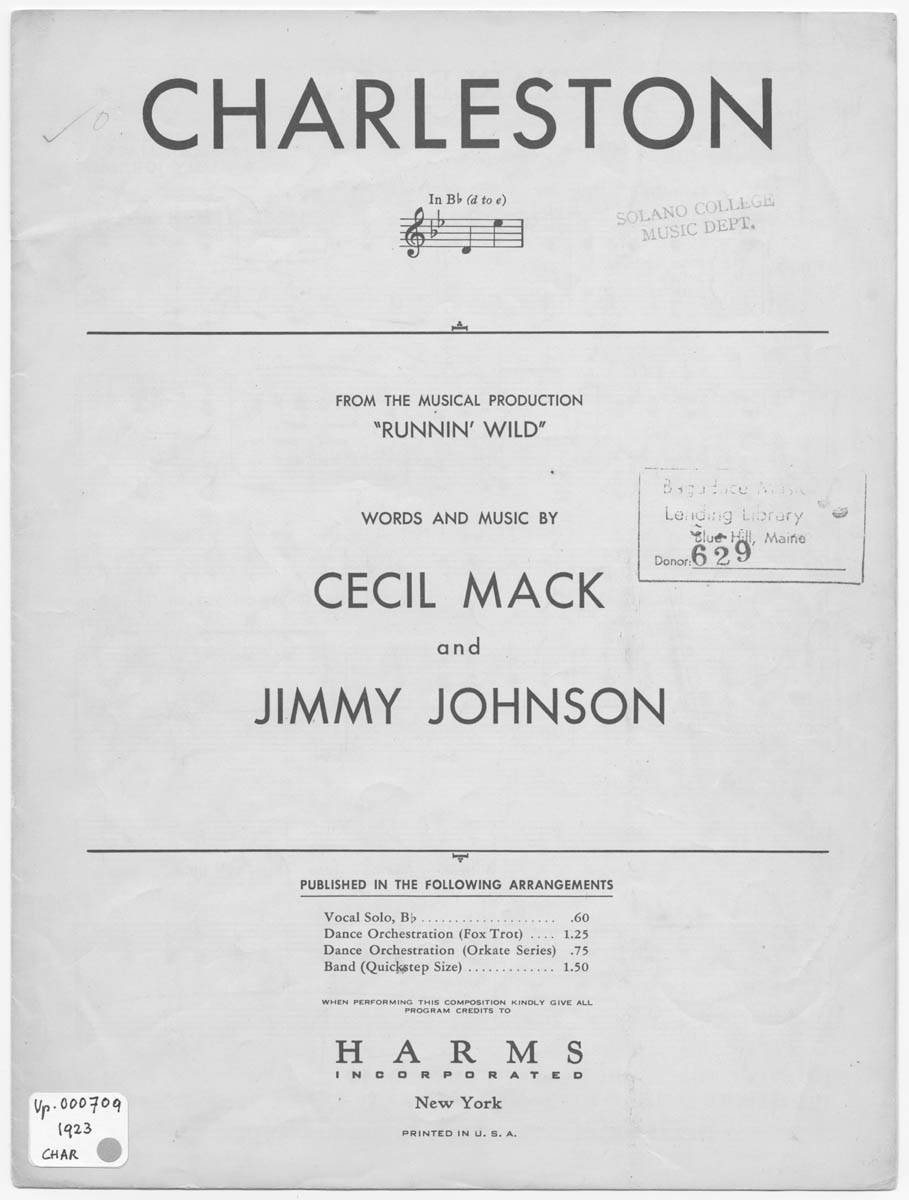 CHARLESTON
In B♭ (d to e)
SOLANO COLLEGE
MUSIC DEPT.
FROM THE MUSICAL PRODUCTION
"RUNNIN' WILD"
WORDS AND MUSIC BY
CECIL MACK
and
JIMMY JOHNSON
Lending Library
Blue Hill, Maine
Donor: 629
PUBLISHED IN THE FOLLOWING ARRANGEMENTS
Vocal Solo, B♭ .................... .60
Dance Orchestration (Fox Trot) .... 1.25
Dance Orchestration (Orkate Series) .75
Band (Quickstep Size) ............. 1.50
WHEN PERFORMING THIS COMPOSITION KINDLY GIVE ALL
PROGRAM CREDITS TO
HARMS
INCORPORATED
New York
PRINTED IN U. S. A.
Vp.000709
1923
CHAR